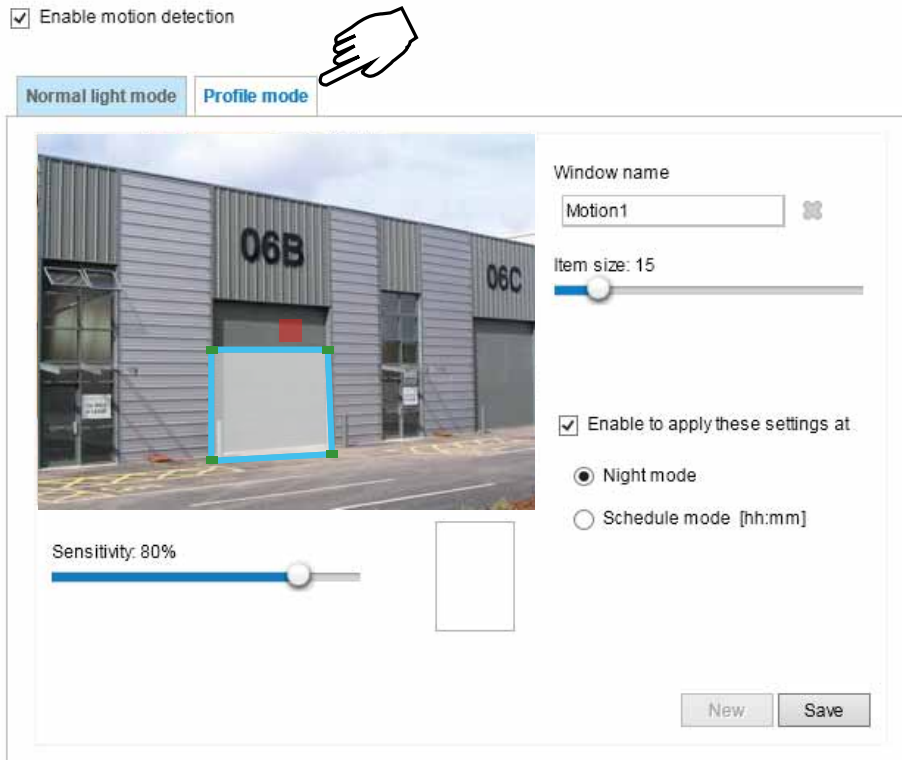 Enable motion detection
Normal light mode
Profile mode
06B
06C
Window name
Motion1
Item size: 15
Enable to apply these settings at
Night mode
Schedule mode [hh:mm]
Sensitivity: 80%
New
Save